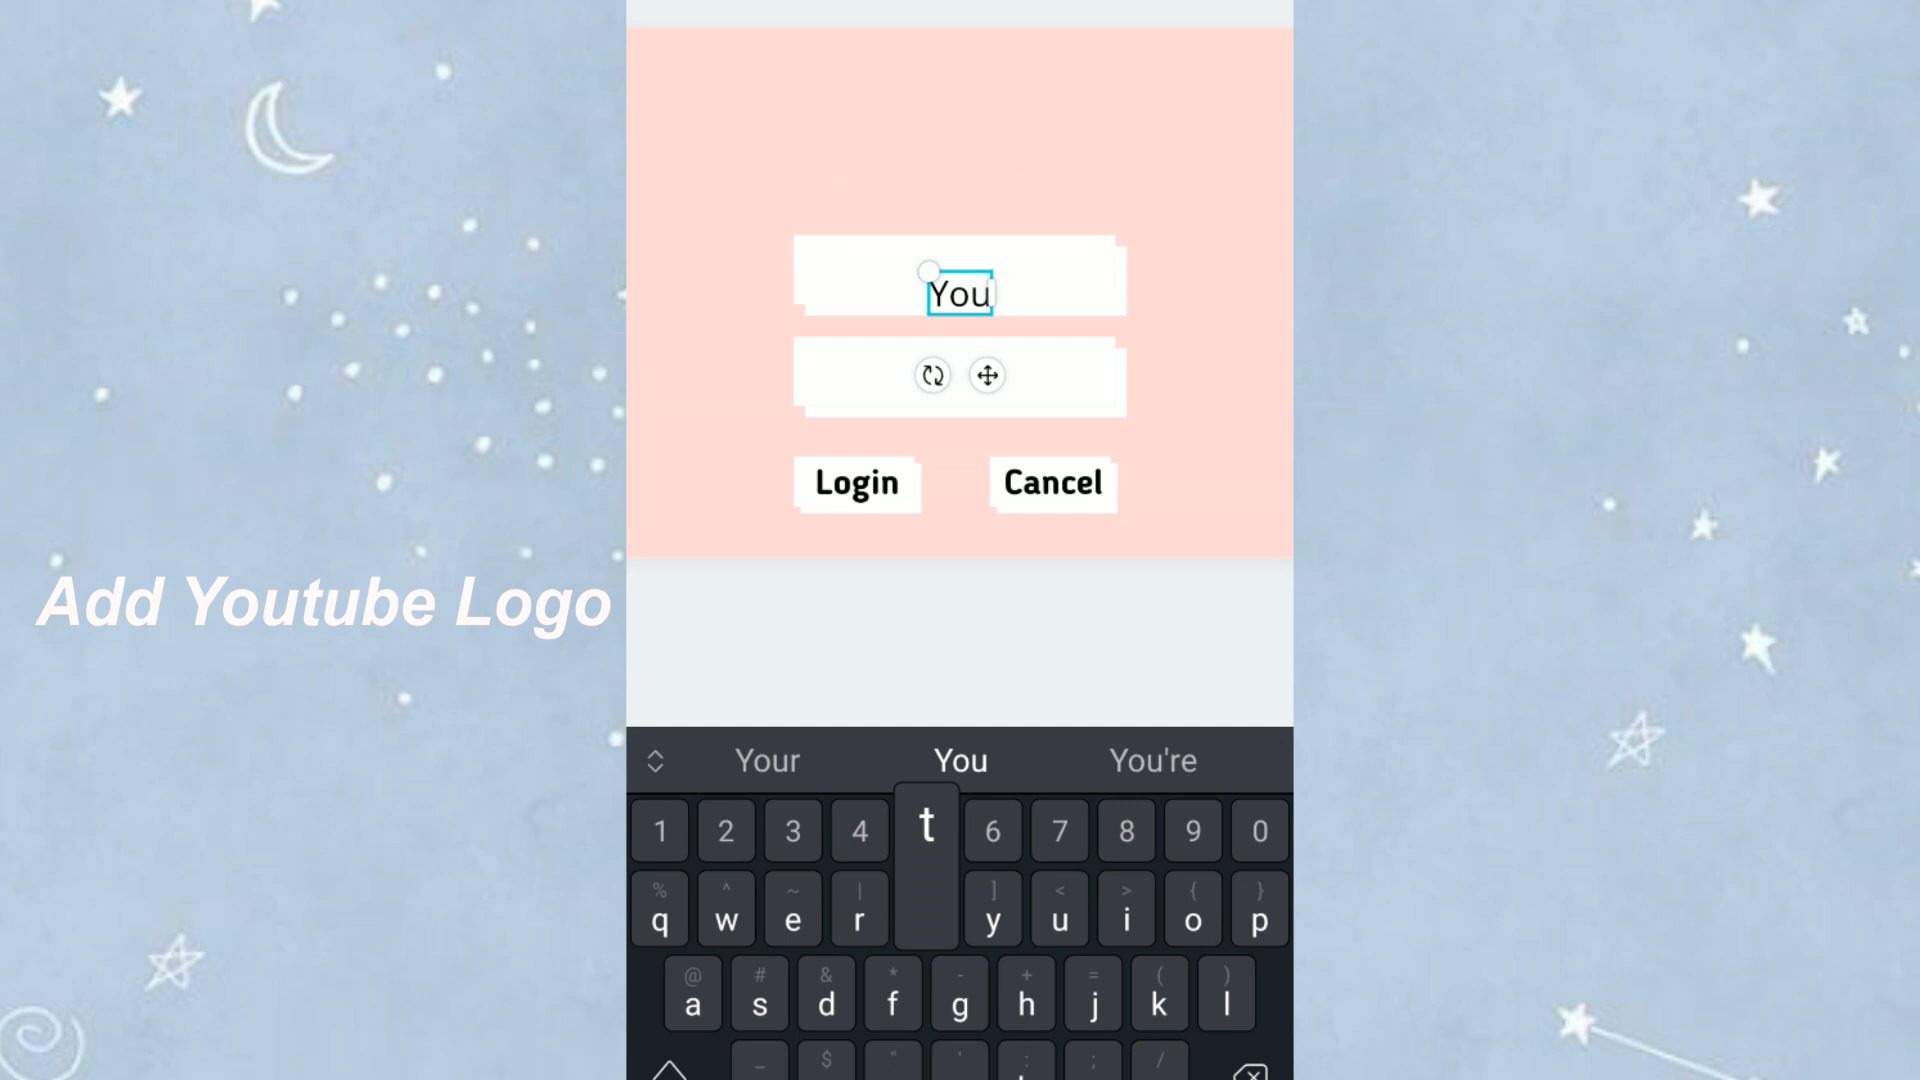 You
Login Cancel
Add Youtube Logo
Your You You're
1 2 3 4 t 6 7 8 9 0
% ^ ~ | ] < > { }
q w e r y u i o p
@ # & * - + = ( )
a s d f g h j k l
_ $ " ' : ; /